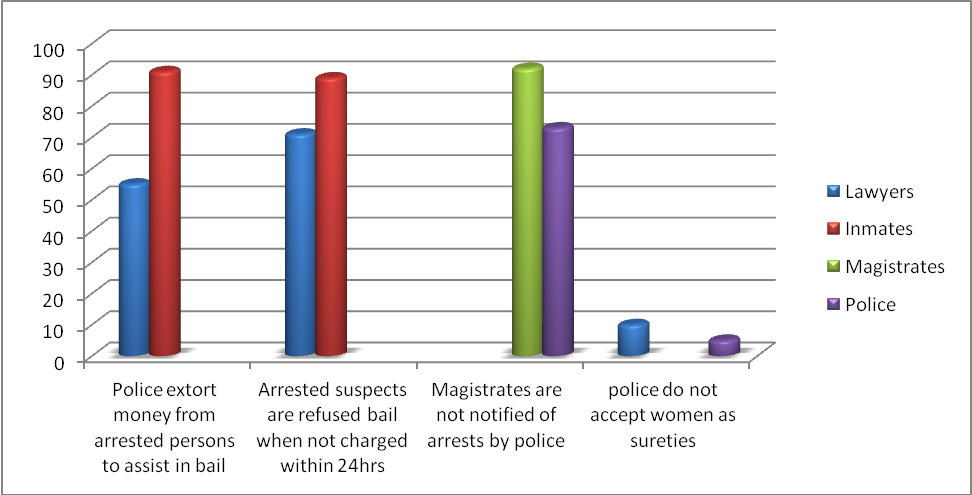 100
90
80
70
60
50
40
30
20
10
0
Police extort
money from
arrested persons
to assist in bail
Arrested suspects
are refused bail
when not charged
within 24hrs
Magistrates are
not notified of
arrests by police
police do not
accept women as
sureties
Lawyers
Inmates
Magistrates
Police